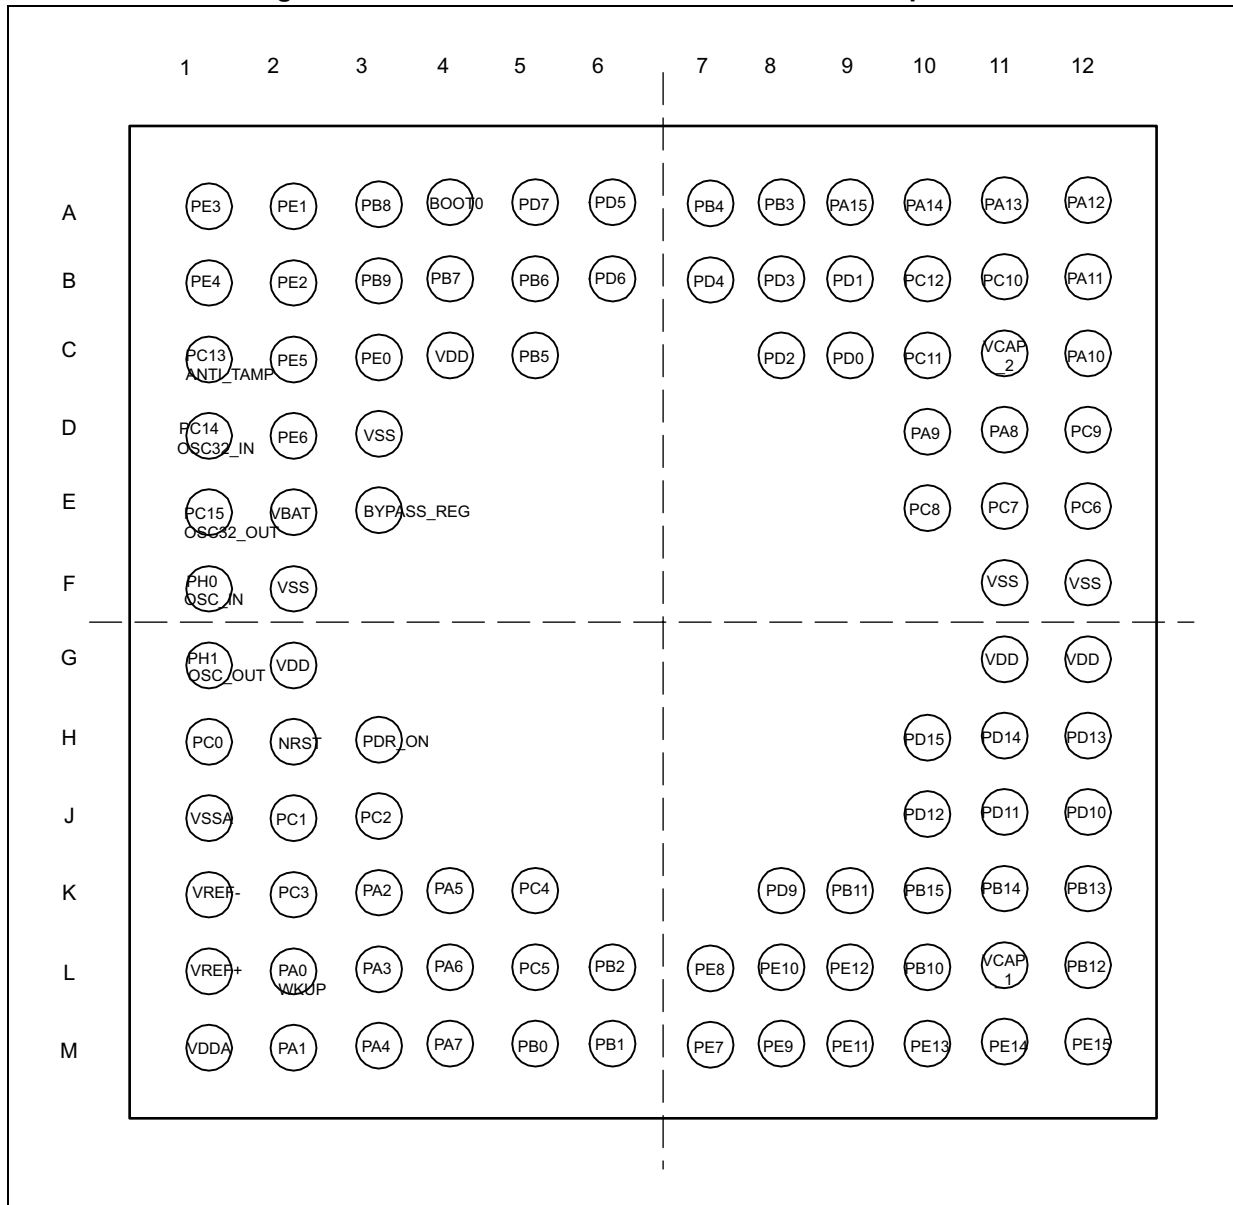 1 2 3 4 5 6 7 8 9 10 11 12
A PE3 PE1 PB8 BOOT0 PD7 PD5 PB4 PB3 PA15 PA14 PA13 PA12
B PE4 PE2 PB9 PB7 PB6 PD6 PD4 PD3 PD1 PC12 PC10 PA11
C PC13 ANTI_TAMP PE5 PE0 VDD PB5 PD2 PD0 PC11 VCAP_2 PA10
D PC14 OSC32_IN PE6 VSS PA9 PA8 PC9
E PC15 OSC32_OUT VBAT BYPASS_REG PC8 PC7 PC6
F PH0 OSC_IN VSS VSS VSS
G PH1 OSC_OUT VDD VDD VDD
H PC0 NRST PDR_ON PD15 PD14 PD13
J VSSA PC1 PC2 PD12 PD11 PD10
K VREF- PC3 PA2 PA5 PC4 PD9 PB11 PB15 PB14 PB13
L VREF+ PA0 WKUP PA3 PA6 PC5 PB2 PE8 PE10 PE12 PB10 VCAP_1 PB12
M VDDA PA1 PA4 PA7 PB0 PB1 PE7 PE9 PE11 PE13 PE14 PE15